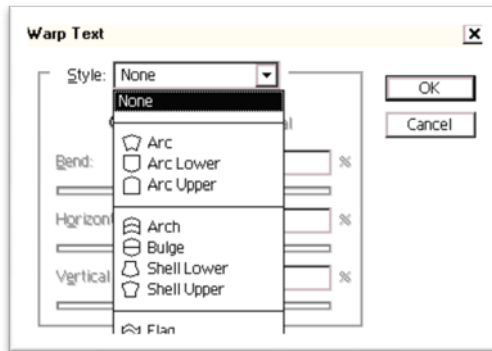 Warp Text
Style: None
OK
None
Cancel
Arc
Bend: %
Arc Lower
Arc Upper
Arch
%
Bulge
Shell Lower
Vertical %
Shell Upper
Flag